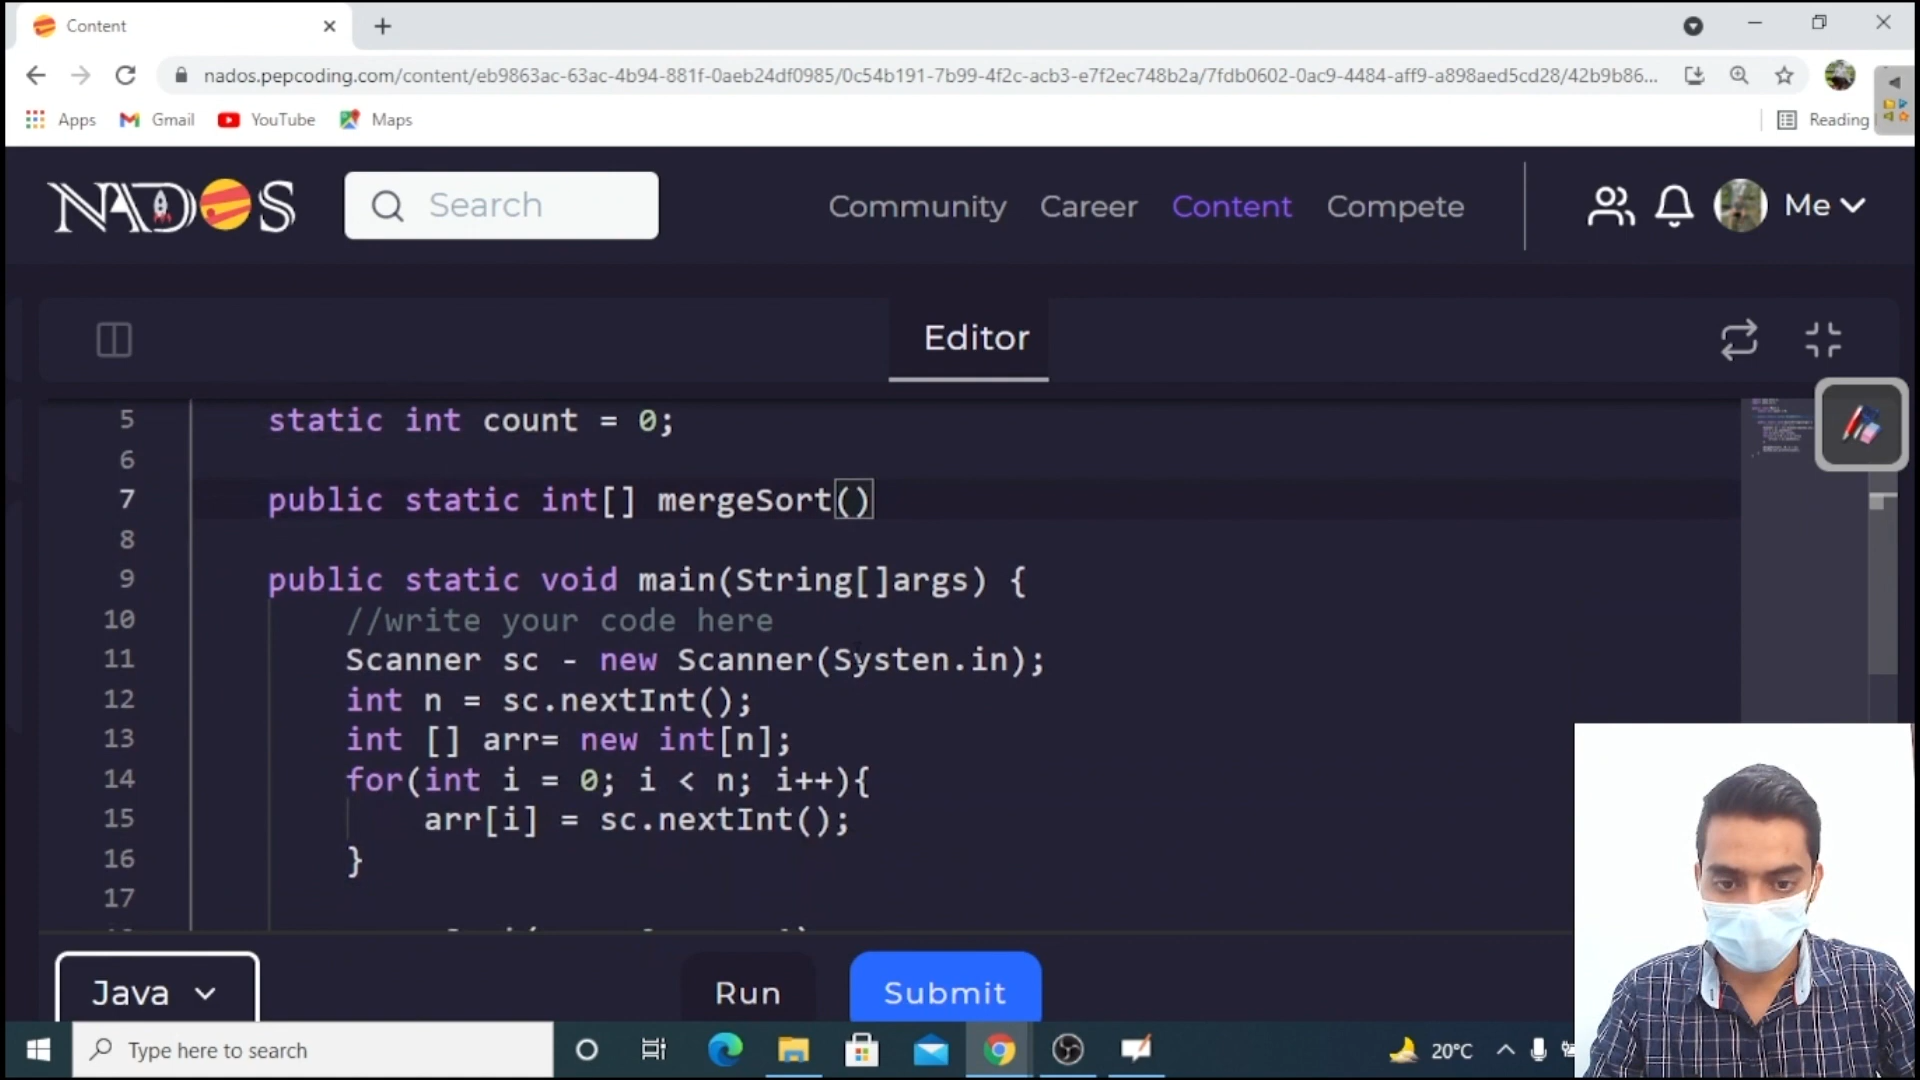 Content
nados.pepcoding.com/content/eb9863ac-63ac-4b94-881f-0aeb24df0985/0c54b191-7b99-4f2c-acb3-e7f2ec748b2a/7fdb0602-0ac9-4484-aff9-a898aed5cd28/42b9b86...
Apps Gmail YouTube Maps Reading
NADOS Search Community Career Content Compete Me
Editor
5 static int count = 0;
6
7 public static int[] mergeSort()
8
9 public static void main(String[]args) {
10 //write your code here
11 Scanner sc - new Scanner(Systen.in);
12 int n = sc.nextInt();
13 int [] arr= new int[n];
14 for(int i = 0; i < n; i++){
15 arr[i] = sc.nextInt();
16 }
17
Java Run Submit
Type here to search 20°C